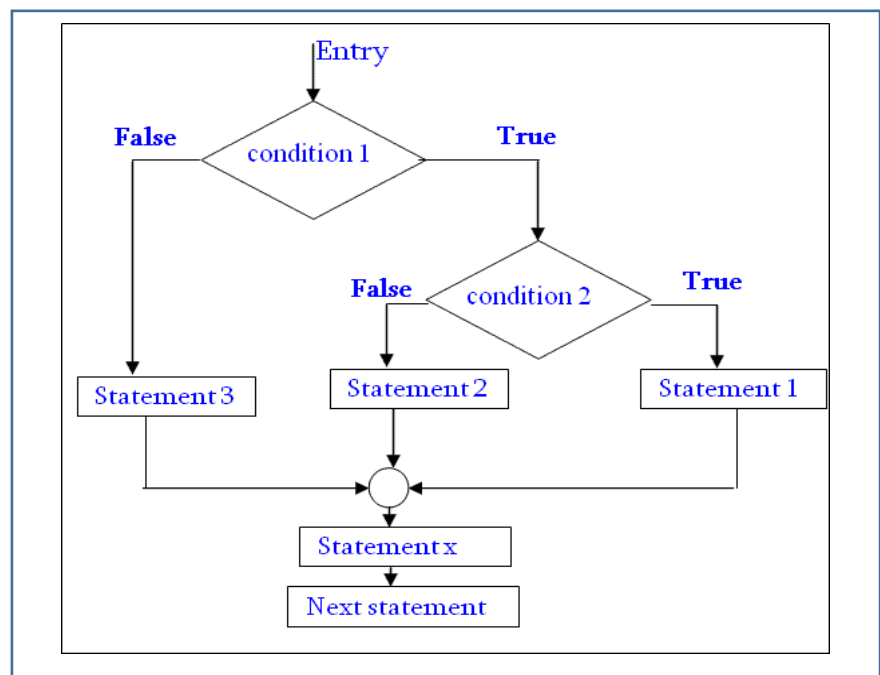 Entry
False
True
condition 1
False
True
condition 2
Statement 3
Statement 2
Statement 1
Statement x
Next statement